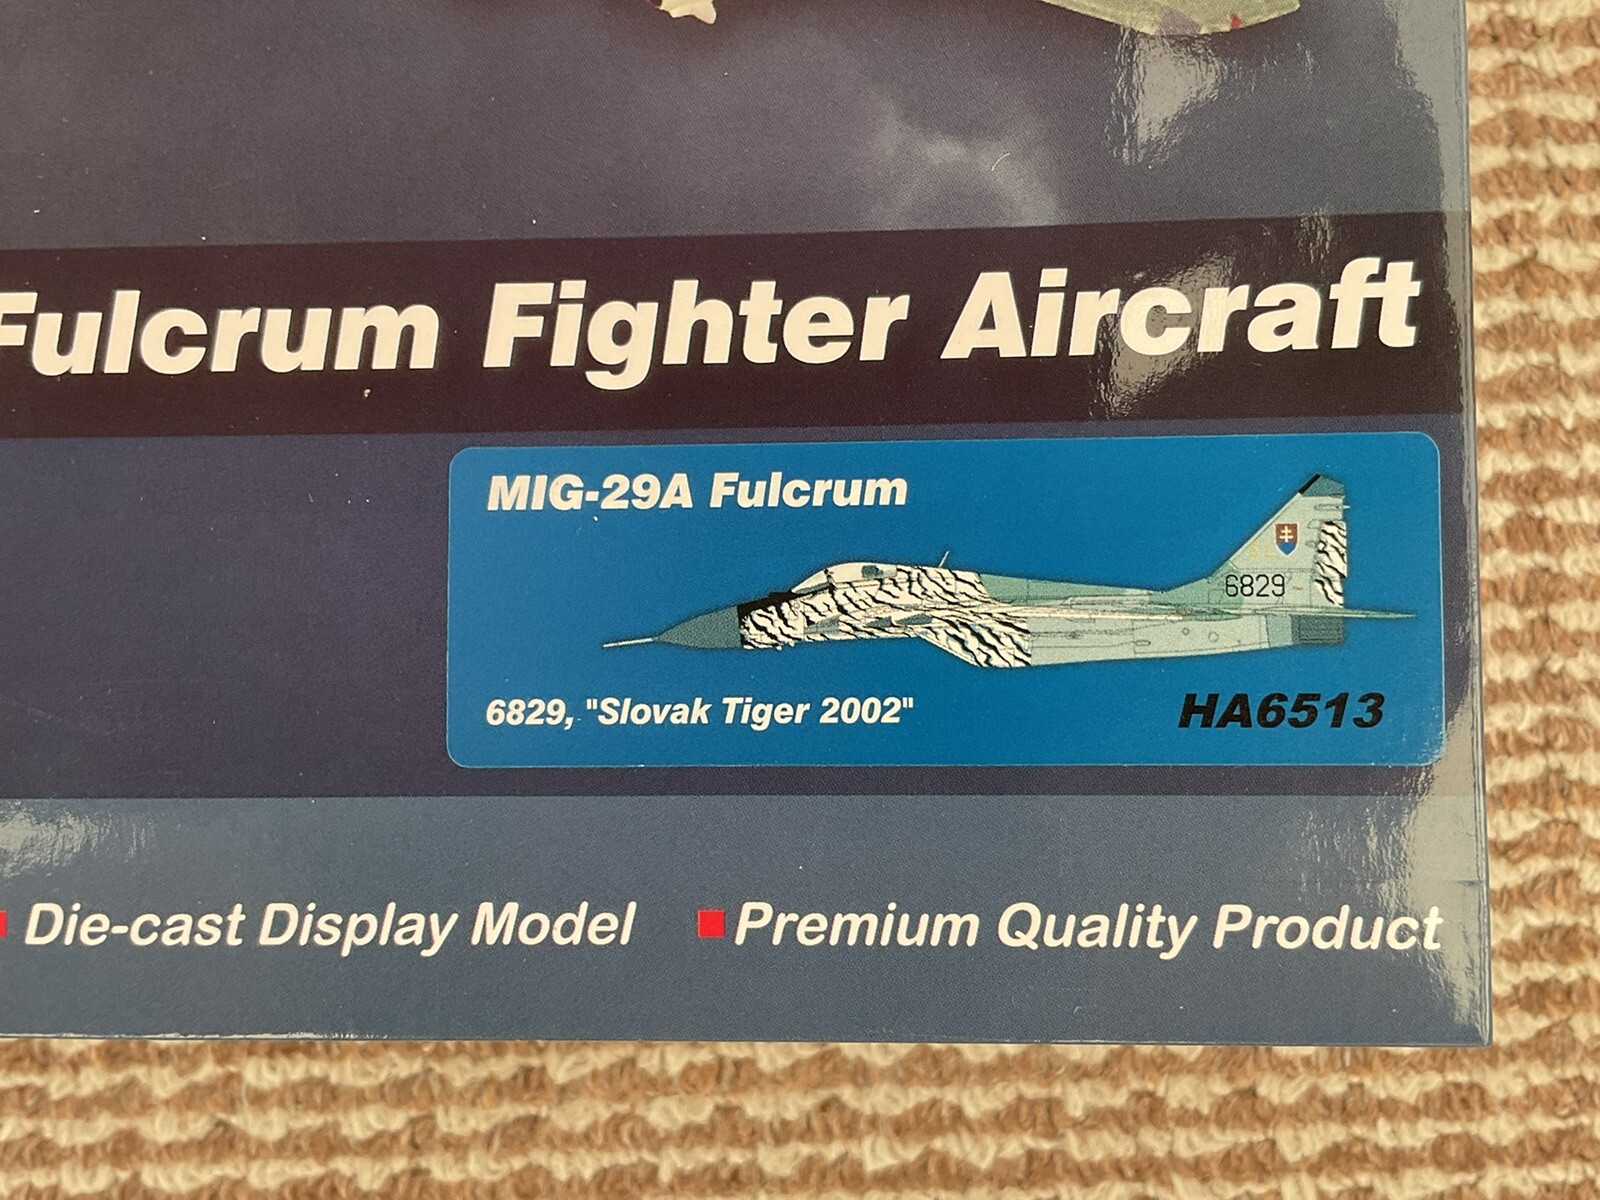 Fulcrum Fighter Aircraft
MIG-29A Fulcrum
6829
6829, "Slovak Tiger 2002"
HA6513
Die-cast Display Model
Premium Quality Product